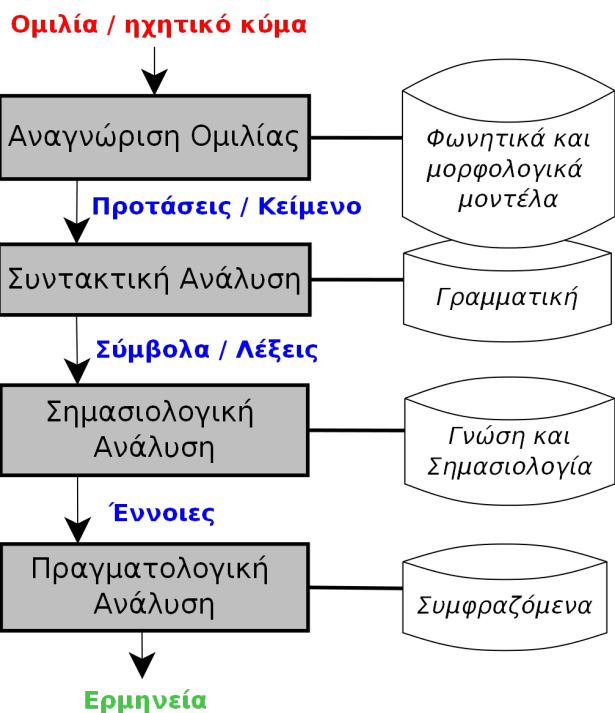 Ομιλία / ηχητικό κύμα
Αναγνώριση Ομιλίας
Φωνητικά και
μορφολογικά
μοντέλα
Προτάσεις / Κείμενο
Συντακτική Ανάλυση
Γραμματική
Σύμβολα / Λέξεις
Σημασιολογική
Ανάλυση
Γνώση και
Σημασιολογία
Έννοιες
Πραγματολογική
Ανάλυση
Συμφραζόμενα
Ερμηνεία